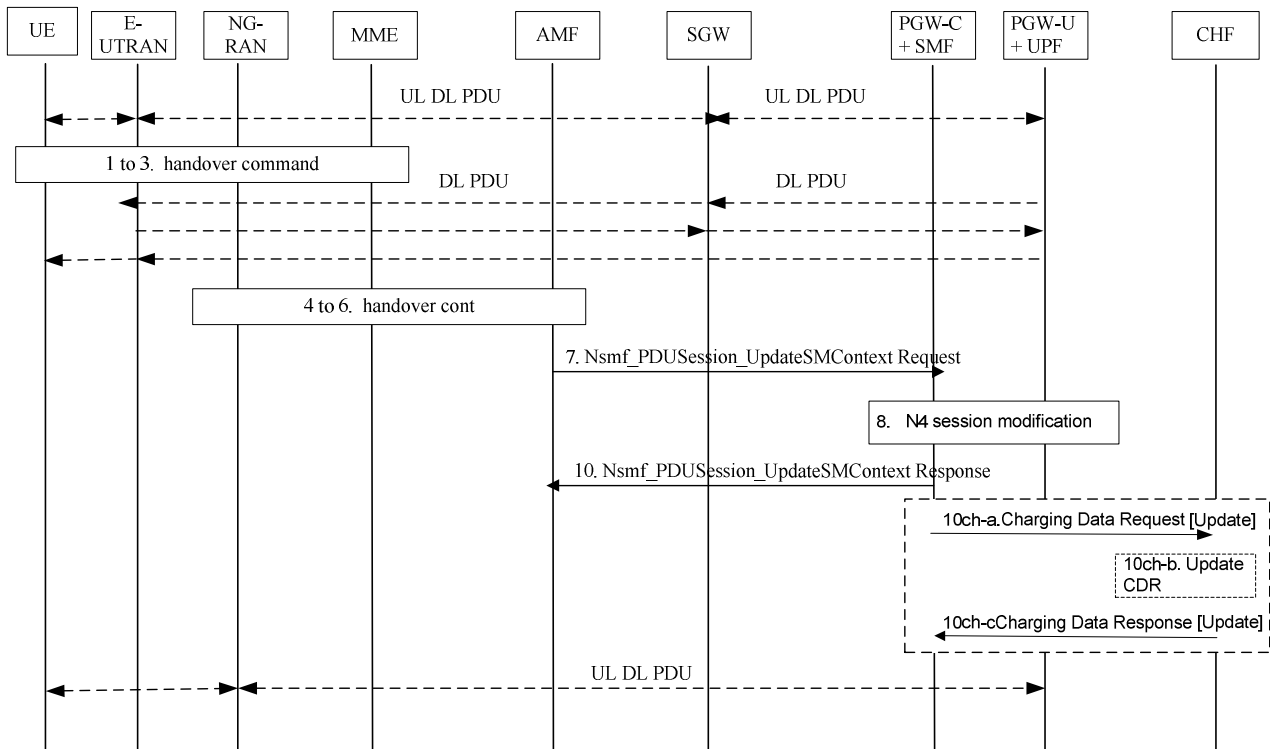 UE
E-
UTRAN
NG-
RAN
MME
AMF
SGW
PGW-C
+ SMF
PGW-U
+ UPF
CHF
UL DL PDU
UL DL PDU
1 to 3. handover command
DL PDU
DL PDU
4 to 6. handover cont
7. Nsmf_PDUSession_UpdateSMContext Request
8. N4 session modification
10. Nsmf_PDUSession_UpdateSMContext Response
10ch-a.Charging Data Request [Update]
10ch-b. Update
CDR
10ch-cCharging Data Response [Update]
UL DL PDU